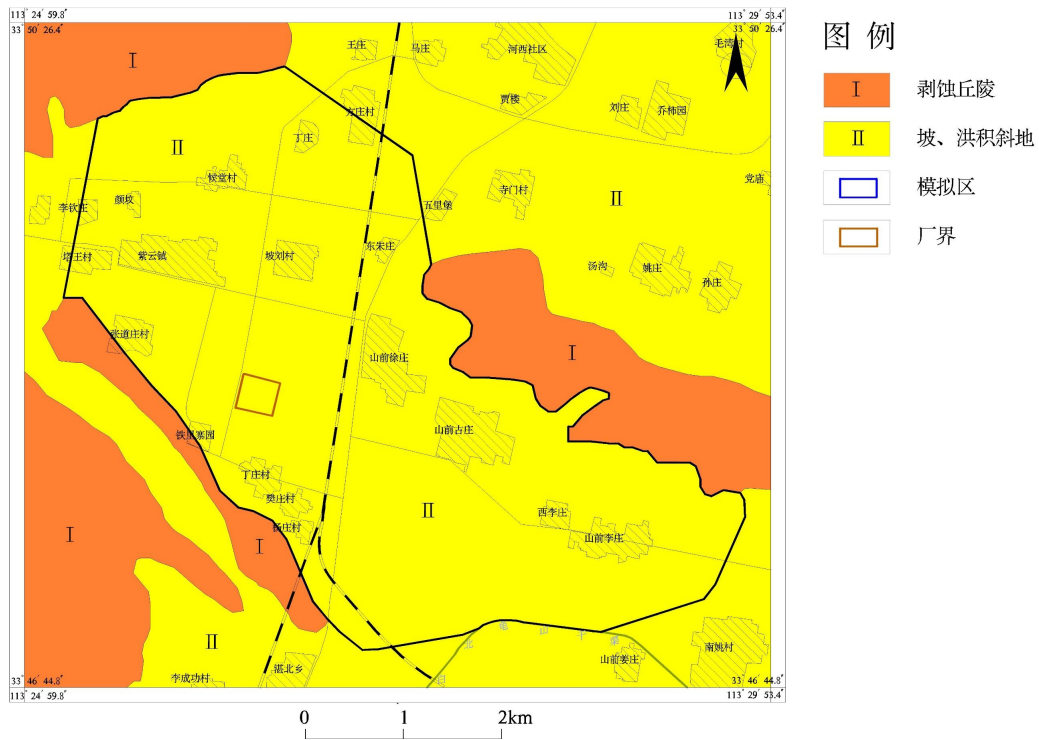 113° 24′ 59.8″
33° 50′ 26.4″
113° 29′ 53.4″
33° 50′ 26.4″
图 例
Ⅰ 剥蚀丘陵
Ⅱ 坡、洪积斜地
模拟区
厂界
Ⅰ
王庄
马庄
河西社区
毛湾村
方庄村
贾楼
刘庄
乔柿园
丁庄
Ⅱ
候堂村
寺门村
党庙
李钦庄
颜坟
五里堡
Ⅱ
塔王村
紫云镇
坡刘村
东朱庄
汤沟
姚庄
孙庄
张道庄村
山前徐庄
Ⅰ
铁里寨园
山前古庄
丁庄村
樊庄村
杨庄村
Ⅱ
西李庄
山前李庄
Ⅰ
Ⅰ
Ⅱ
湛北乡
李成功村
山前姜庄
南姚村
白
北
干
113° 24′ 59.8″
33° 46′ 44.8″
33° 46′ 44.8″
113° 29′ 53.4″
0 1 2km